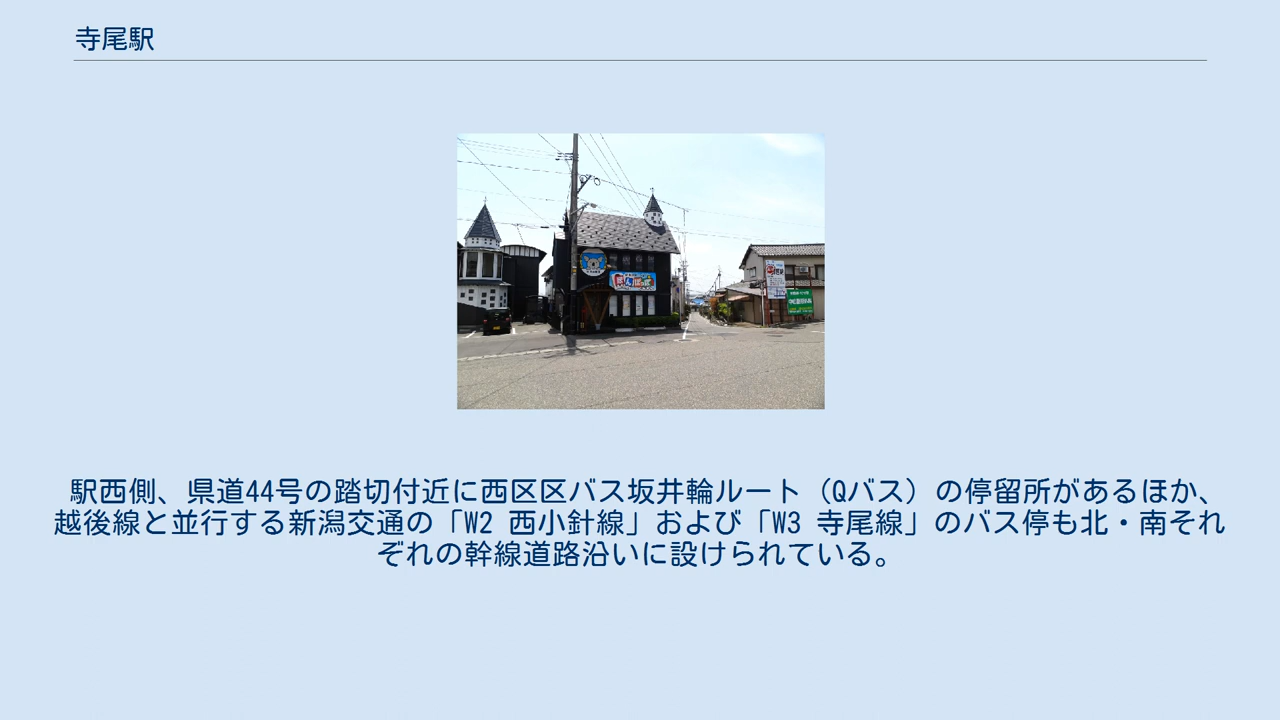 寺尾駅
駅西側、県道44号の踏切付近に西区区バス坂井輪ルート（Qバス）の停留所があるほか、
越後線と並行する新潟交通の「W2 西小針線」および「W3 寺尾線」のバス停も北・南それ
ぞれの幹線道路沿いに設けられている。